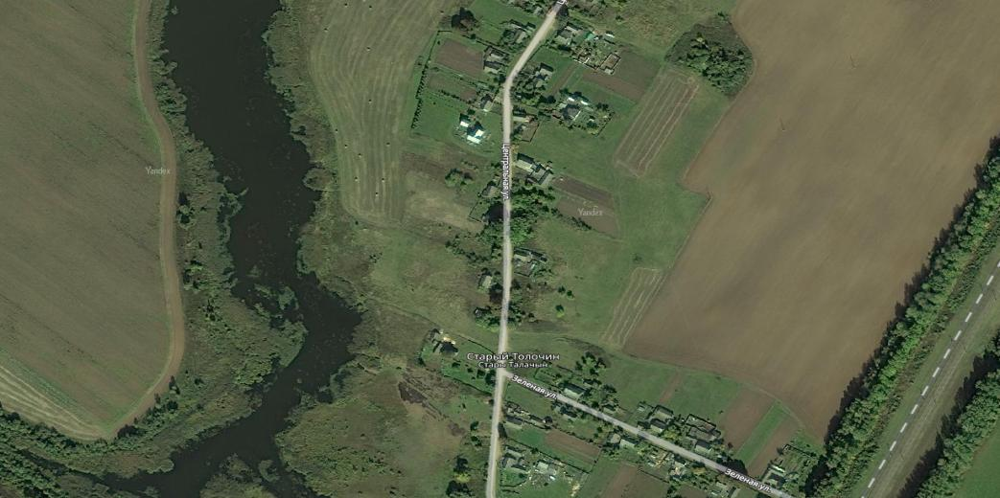 Центральная ул.
Yandex
Yandex
Старый Толочин
Стары Талачын
Зеленая ул.
Зеленая ул.